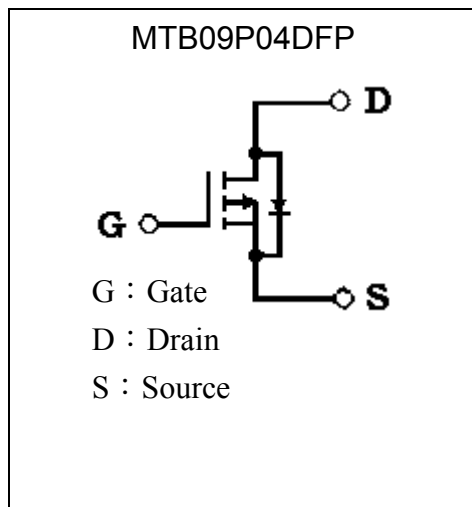 MTB09P04DFP
D
G
S
G：Gate
D：Drain
S：Source